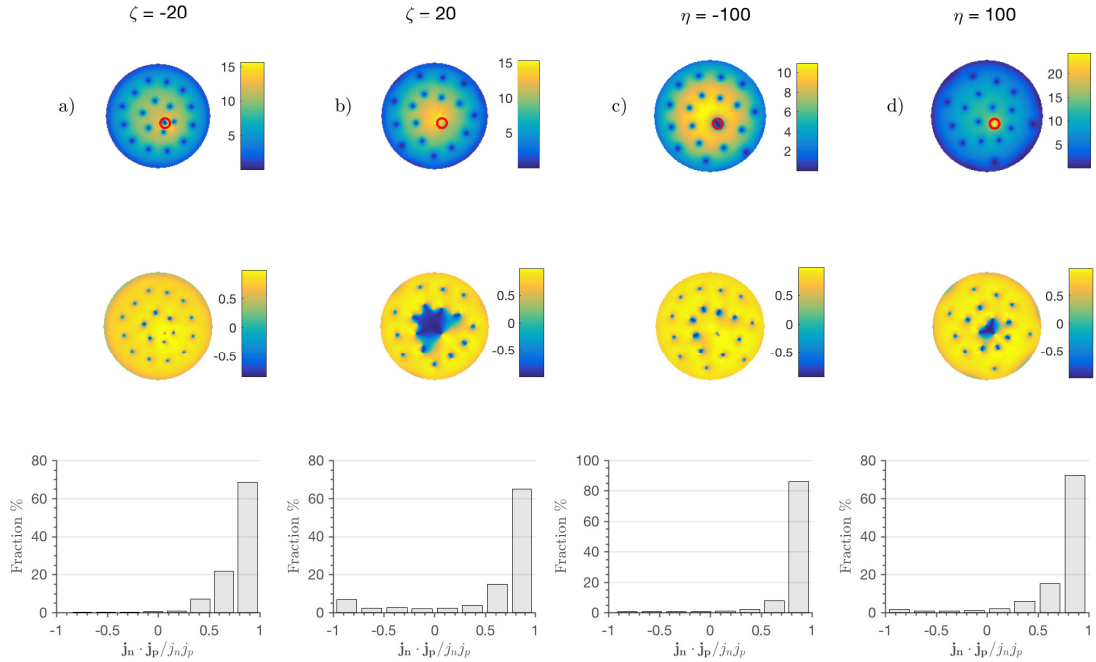 ζ = -20 ζ = 20 η = -100 η = 100
a) 15 10 5
b) 15 10 5
c) 10 8 6 4 2
d) 20 15 10 5
0.5 0 -0.5
0.5 0 -0.5
0.5 0 -0.5
0.5 0 -0.5
80 60 40 20 0
Fraction %
-1 -0.5 0 0.5 1
j_n · j_p / j_n j_p
80 60 40 20 0
Fraction %
-1 -0.5 0 0.5 1
j_n · j_p / j_n j_p
100 80 60 40 20 0
Fraction %
-1 -0.5 0 0.5 1
j_n · j_p / j_n j_p
80 60 40 20 0
Fraction %
-1 -0.5 0 0.5 1
j_n · j_p / j_n j_p